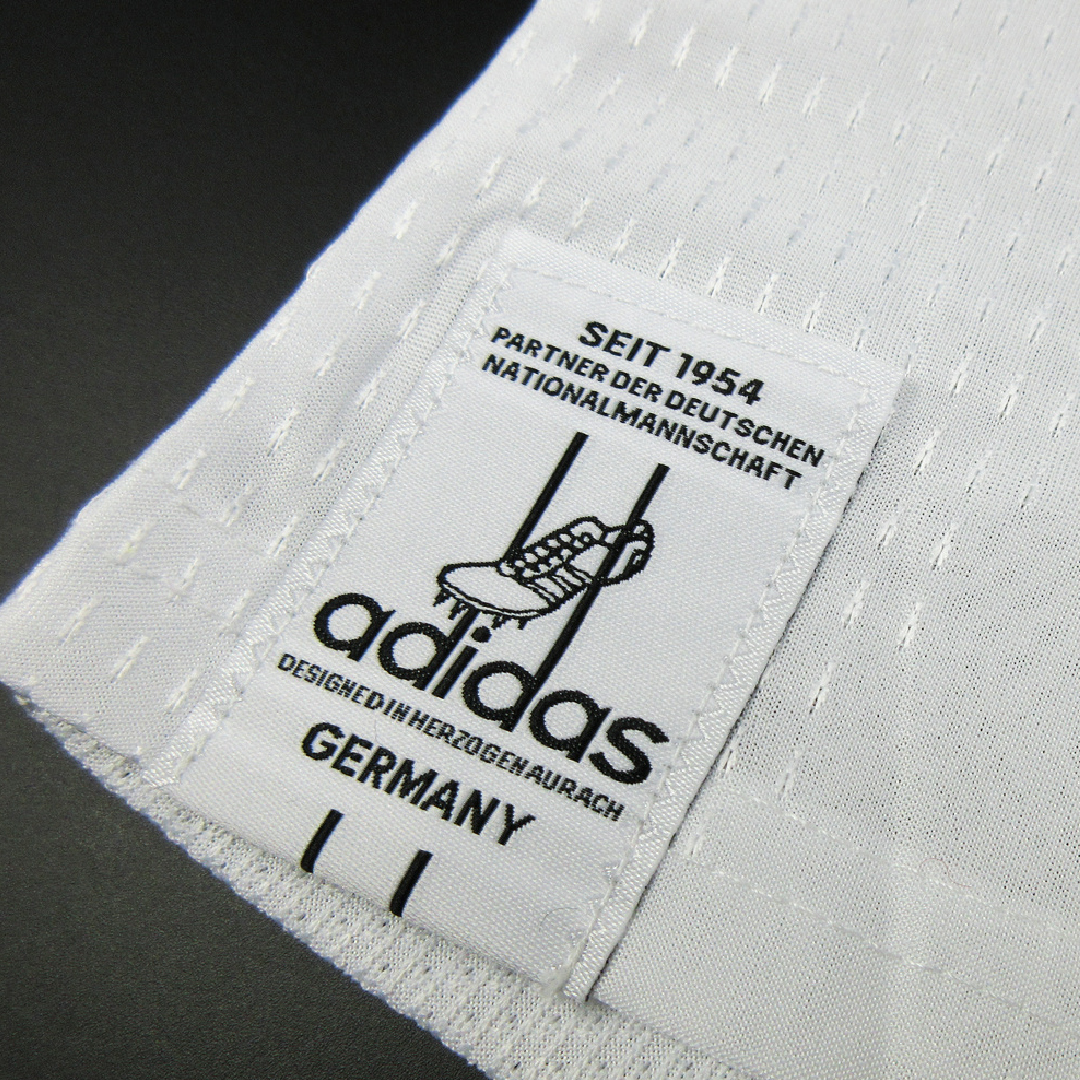 SEIT 1954
PARTNER DER DEUTSCHEN
NATIONALMANNSCHAFT
adidas
DESIGNED IN HERZOGENAURACH
GERMANY